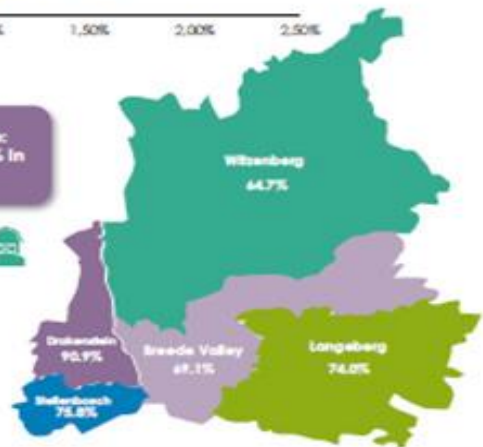 1,50% 2,00% 2,50%
in
Witzenberg
64.7%
Drakenstein
90.9%
Breede Valley
69.1%
Langeberg
74.0%
Stellenbosch
75.8%